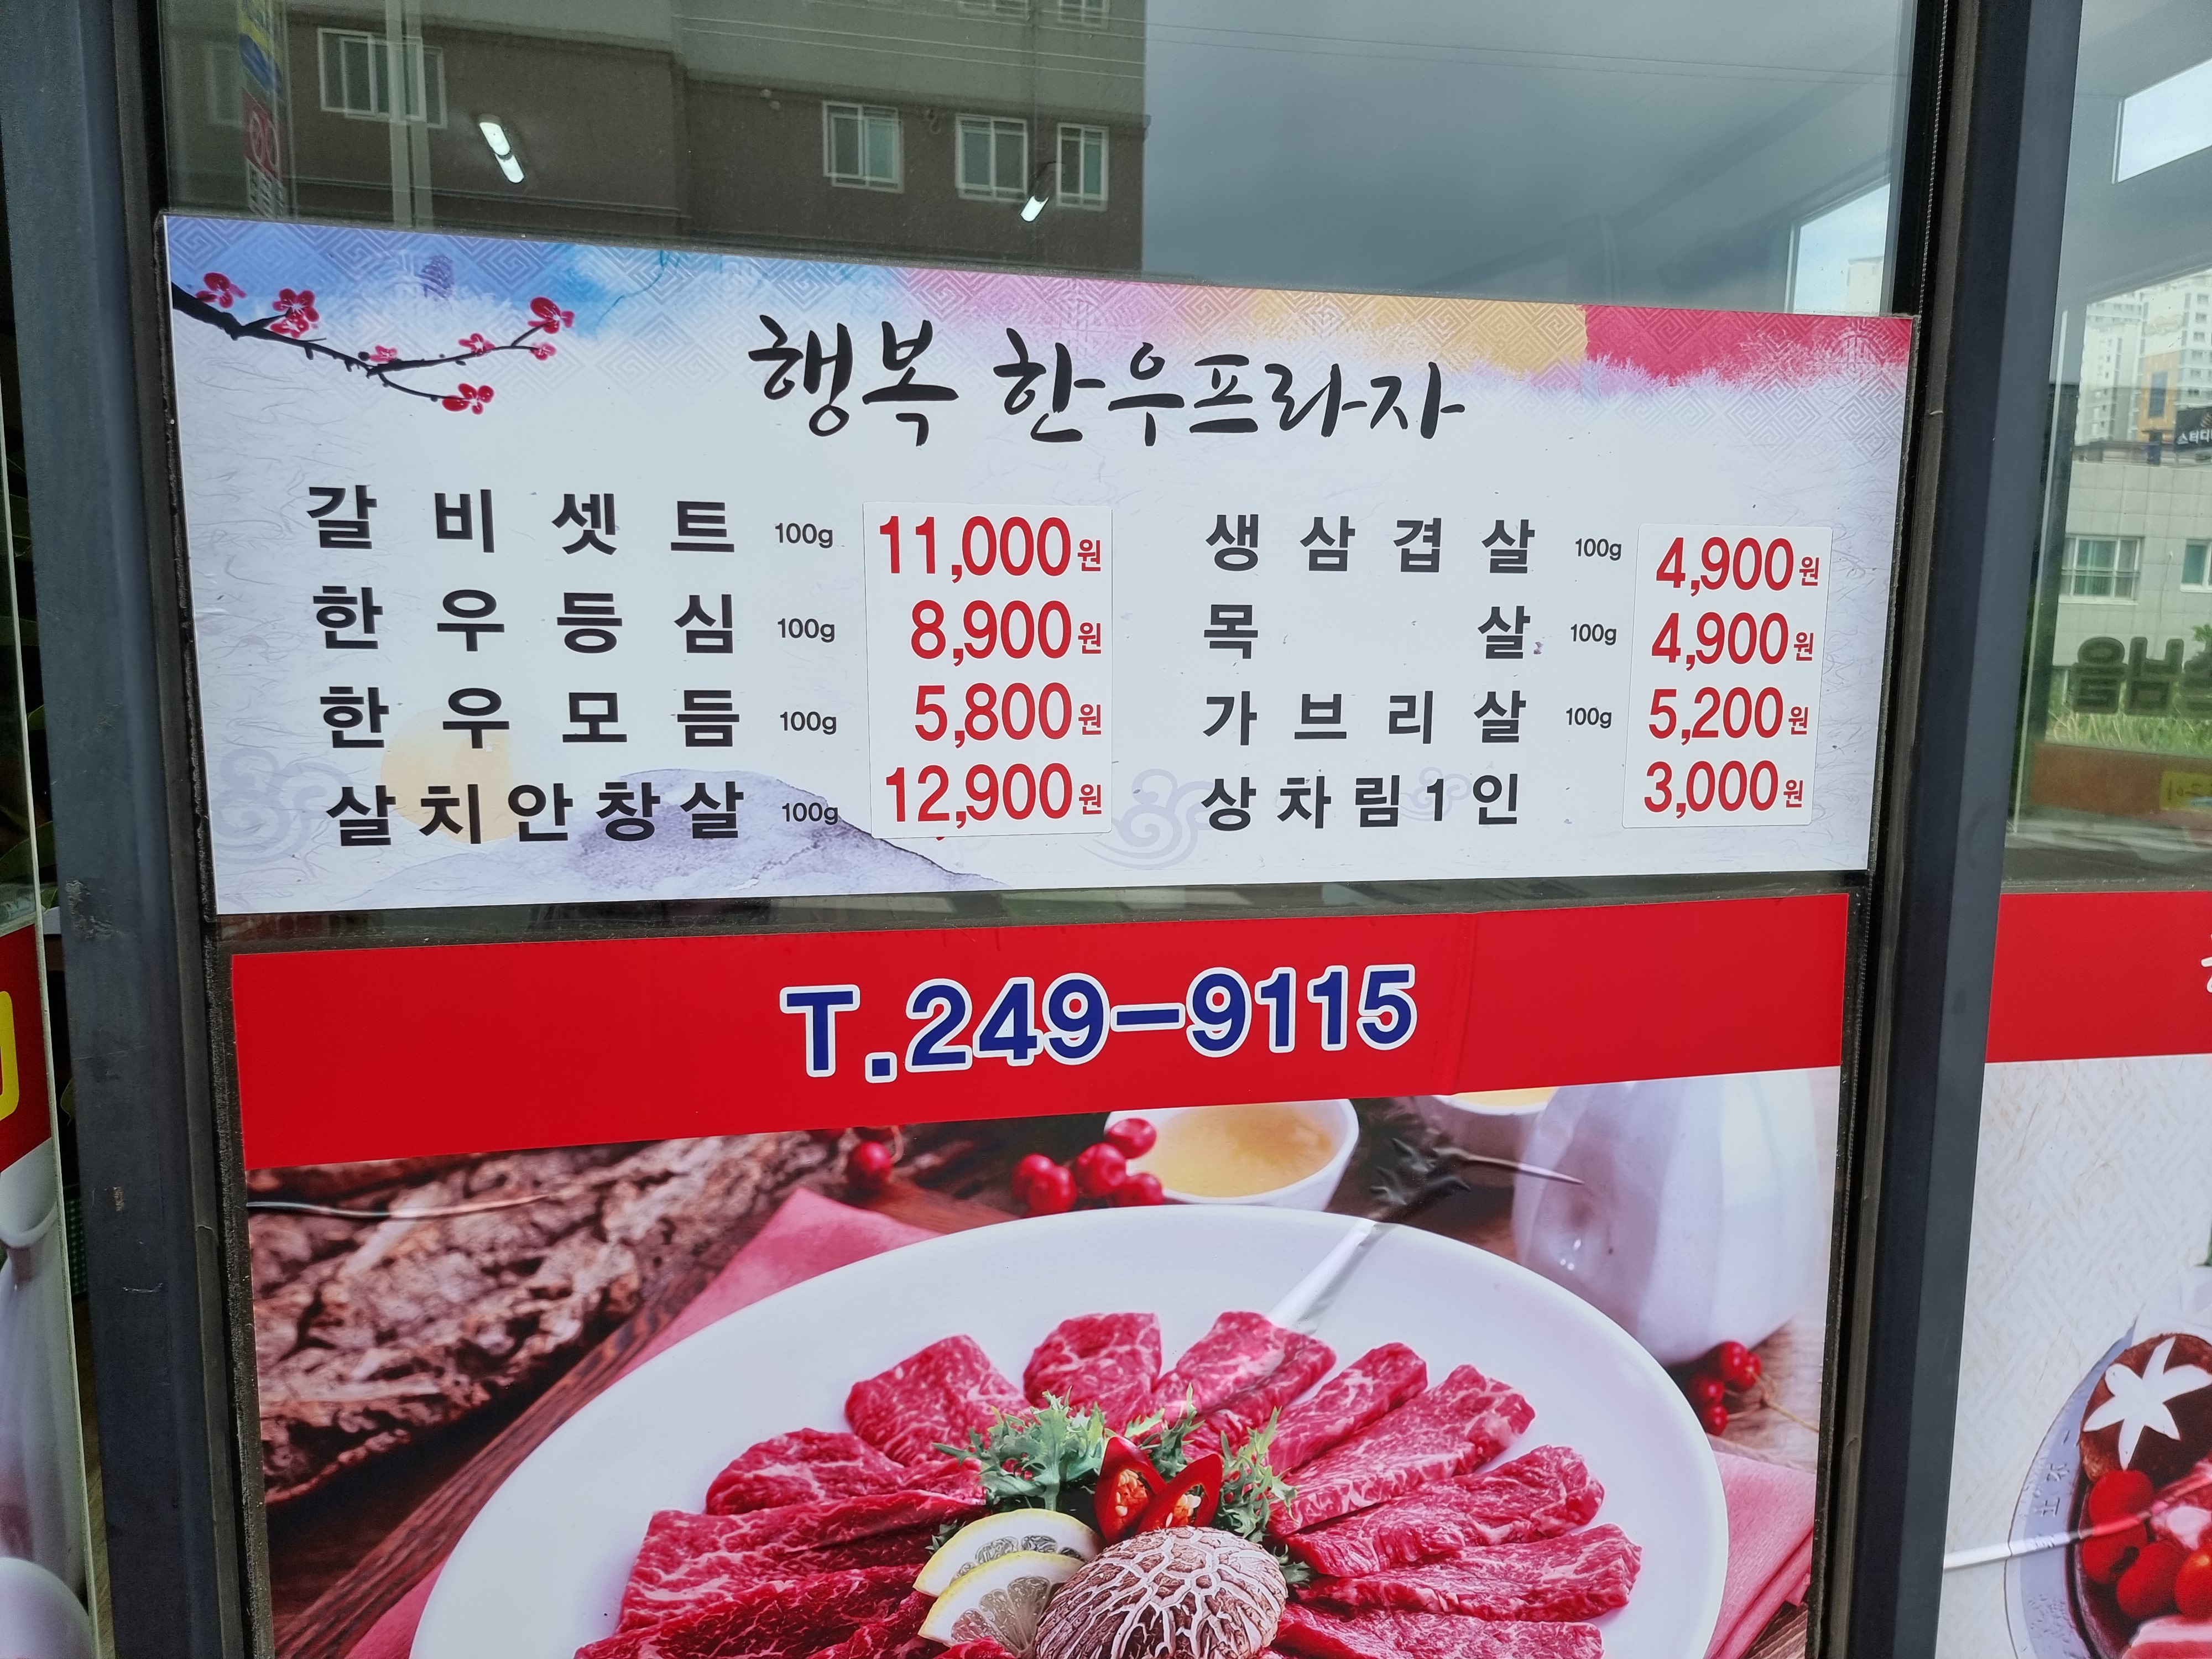 행복 한우프라자
갈비셋트 100g 11,000원
한우등심 100g 8,900원
한우모듬 100g 5,800원
살치안창살 100g 12,900원
생삼겹살 100g 4,900원
목살 100g 4,900원
가브리살 100g 5,200원
상차림1인 3,000원
T.249-9115